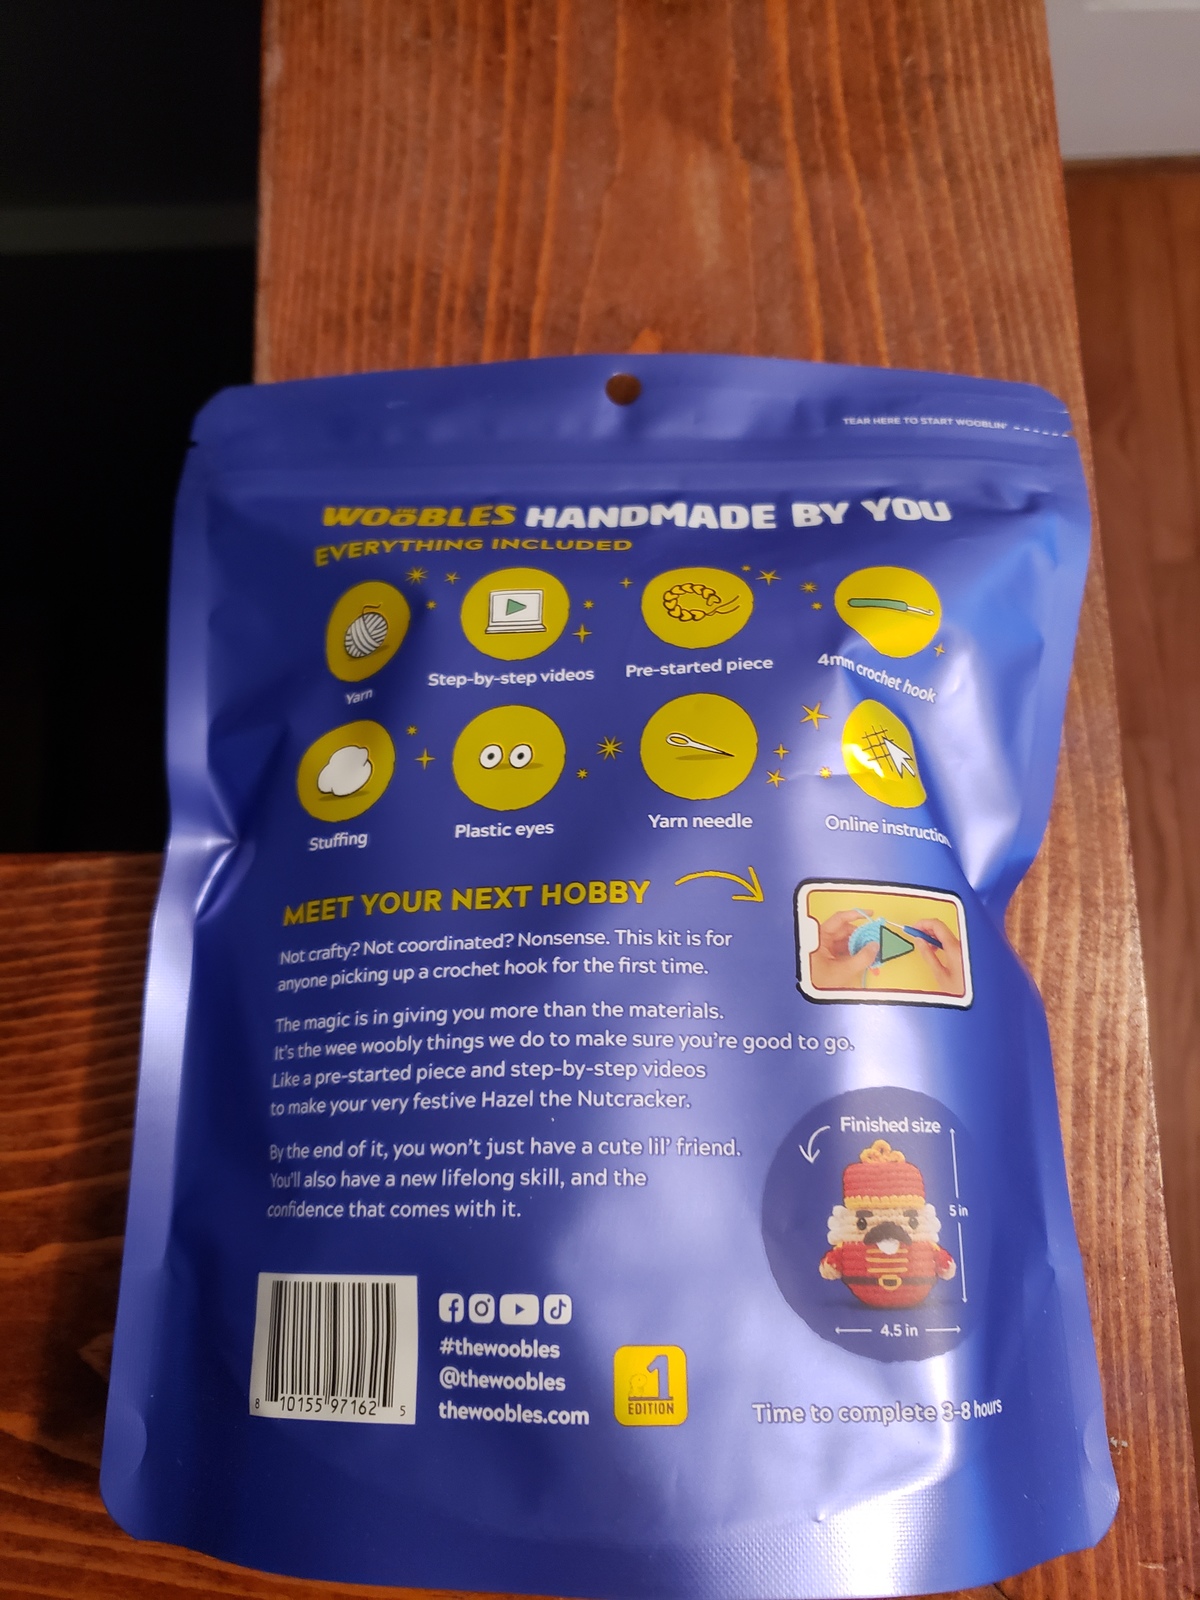 TEAR HERE TO START WOOBLIN'
THE WOOBLES HANDMADE BY YOU
EVERYTHING INCLUDED
Yarn
Step-by-step videos
Pre-started piece
4mm crochet hook
Stuffing
Plastic eyes
Yarn needle
Online instruction
MEET YOUR NEXT HOBBY
Not crafty? Not coordinated? Nonsense. This kit is for
anyone picking up a crochet hook for the first time.
The magic is in giving you more than the materials.
It's the wee woobly things we do to make sure you're good to go.
Like a pre-started piece and step-by-step videos
to make your very festive Hazel the Nutcracker.
By the end of it, you won't just have a cute lil' friend.
You'll also have a new lifelong skill, and the
confidence that comes with it.
Finished size
5 in
4.5 in
8 10155 97162 5
#thewoobles
@thewoobles
thewoobles.com
1
EDITION
Time to complete 3-8 hours